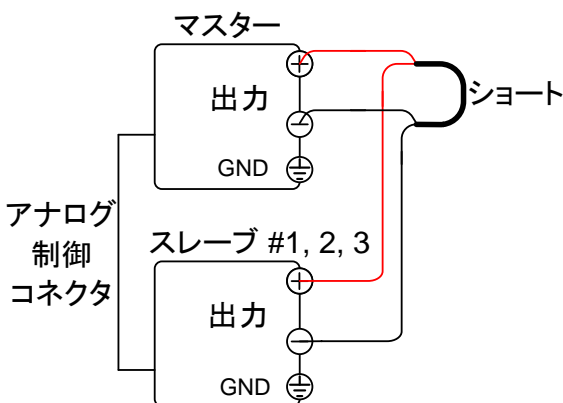 マスター
出力
GND
ショート
アナログ
制御
コネクタ
スレーブ #1, 2, 3
出力
GND